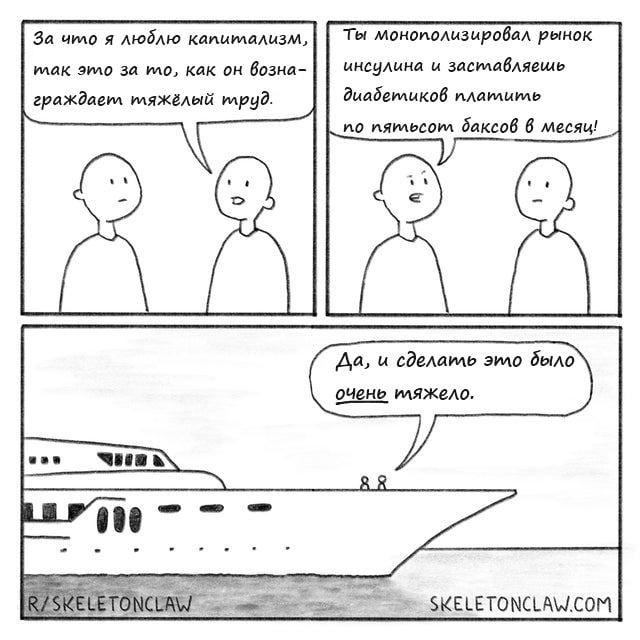 За что я люблю капитализм,
так это за то, как он возна-
граждает тяжёлый труд.
Ты монополизировал рынок
инсулина и заставляешь
диабетиков платить
по пятьсот баксов в месяц!
Да, и сделать это было
очень тяжело.
R/SKELETONCLAW
SKELETONCLAW.COM